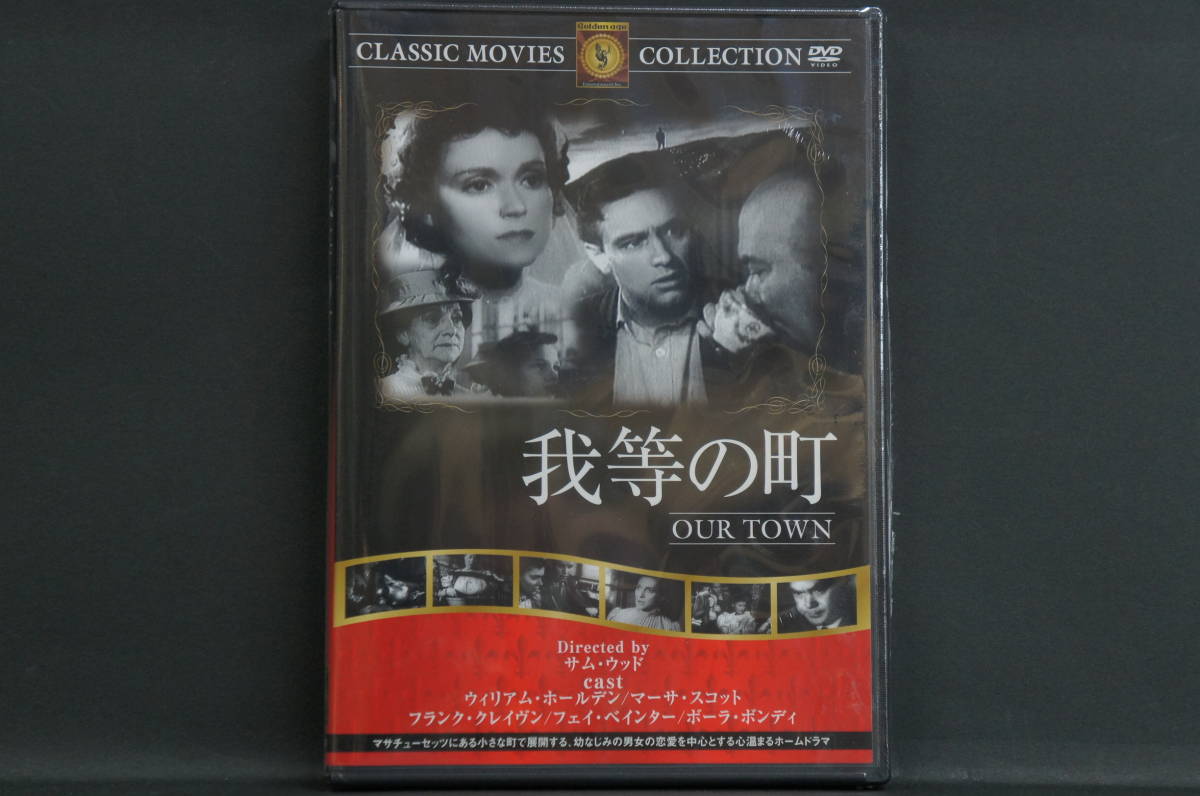 Golden age
CLASSIC MOVIES COLLECTION DVD
VIDEO
Entertainment Inc.
我等の町
OUR TOWN
Directed by
サム・ウッド
cast
ウィリアム・ホールデン/マーサ・スコット
フランク・クレイヴン/フェイ・ベインター/ボーラ・ボンディ
マサチューセッツにある小さな町で展開する、幼なじみの男女の恋愛を中心とする心温まるホームドラマ